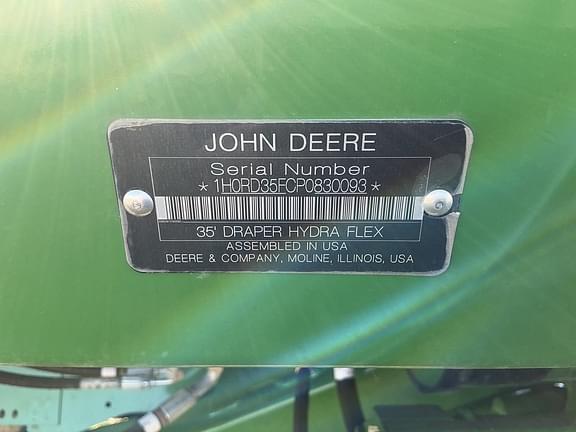 JOHN DEERE
Serial Number
*1H0RD35FCP0830093*
35' DRAPER HYDRA FLEX
ASSEMBLED IN USA
DEERE & COMPANY, MOLINE, ILLINOIS, USA